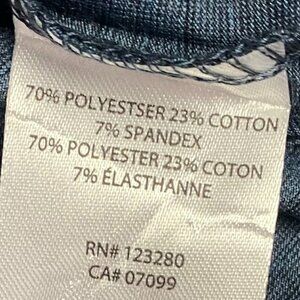 70% POLYESTSER 23% COTTON
7% SPANDEX
70% POLYESTER 23% COTON
7% ÉLASTHANNE
RN# 123280
CA# 07099